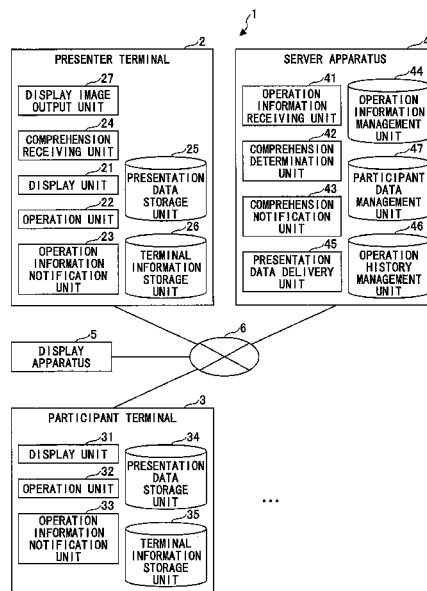 1
2
PRESENTER TERMINAL
27
DISPLAY IMAGE
OUTPUT UNIT
24
COMPREHENSION
RECEIVING UNIT
21
DISPLAY UNIT
22
OPERATION UNIT
23
OPERATION
INFORMATION
NOTIFICATION
UNIT
25
PRESENTATION
DATA
STORAGE
UNIT
26
TERMINAL
INFORMATION
STORAGE
UNIT
4
SERVER APPARATUS
41
OPERATION
INFORMATION
RECEIVING UNIT
42
COMPREHENSION
DETERMINATION
UNIT
43
COMPREHENSION
NOTIFICATION
UNIT
45
PRESENTATION
DATA DELIVERY
UNIT
44
OPERATION
INFORMATION
MANAGEMENT
UNIT
47
PARTICIPANT
DATA
MANAGEMENT
UNIT
46
OPERATION
HISTORY
MANAGEMENT
UNIT
5
DISPLAY
APPARATUS
6
3
PARTICIPANT TERMINAL
31
DISPLAY UNIT
32
OPERATION UNIT
33
OPERATION
INFORMATION
NOTIFICATION
UNIT
34
PRESENTATION
DATA
STORAGE
UNIT
35
TERMINAL
INFORMATION
STORAGE
UNIT
...